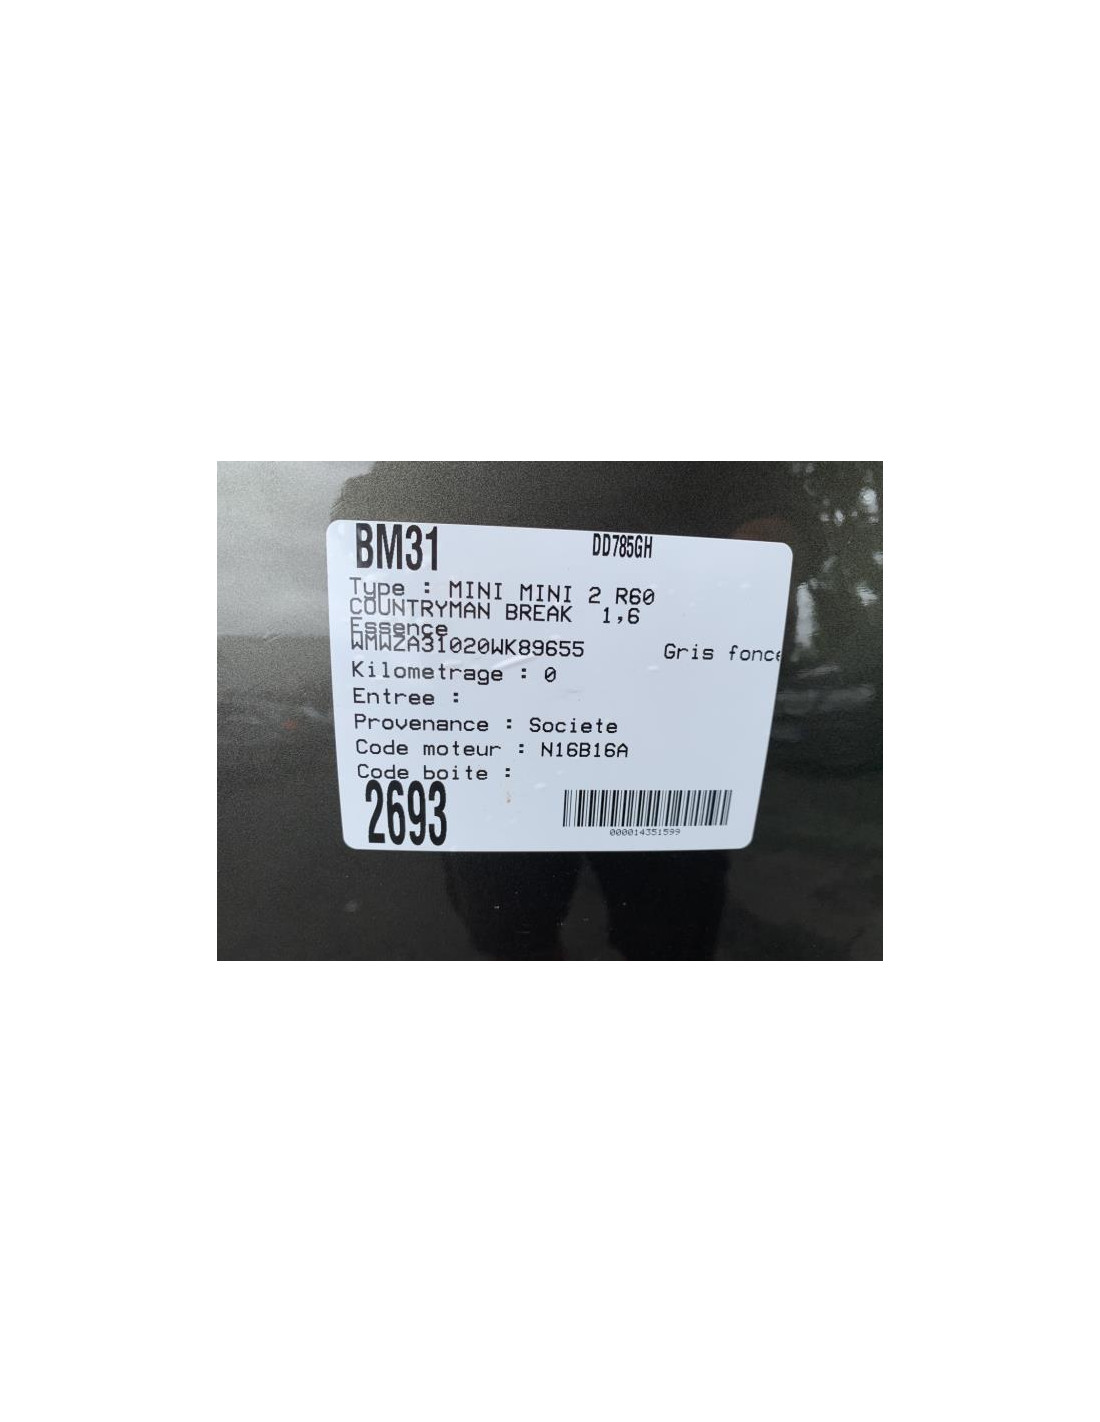 BM31 DD785GH
Type : MINI MINI 2 R60
COUNTRYMAN BREAK 1,6
Essence
WMWZA31020WK89655 Gris fonce
Kilometrage : 0
Entree :
Provenance : Societe
Code moteur : N16B16A
Code boite :
2693
000014351599